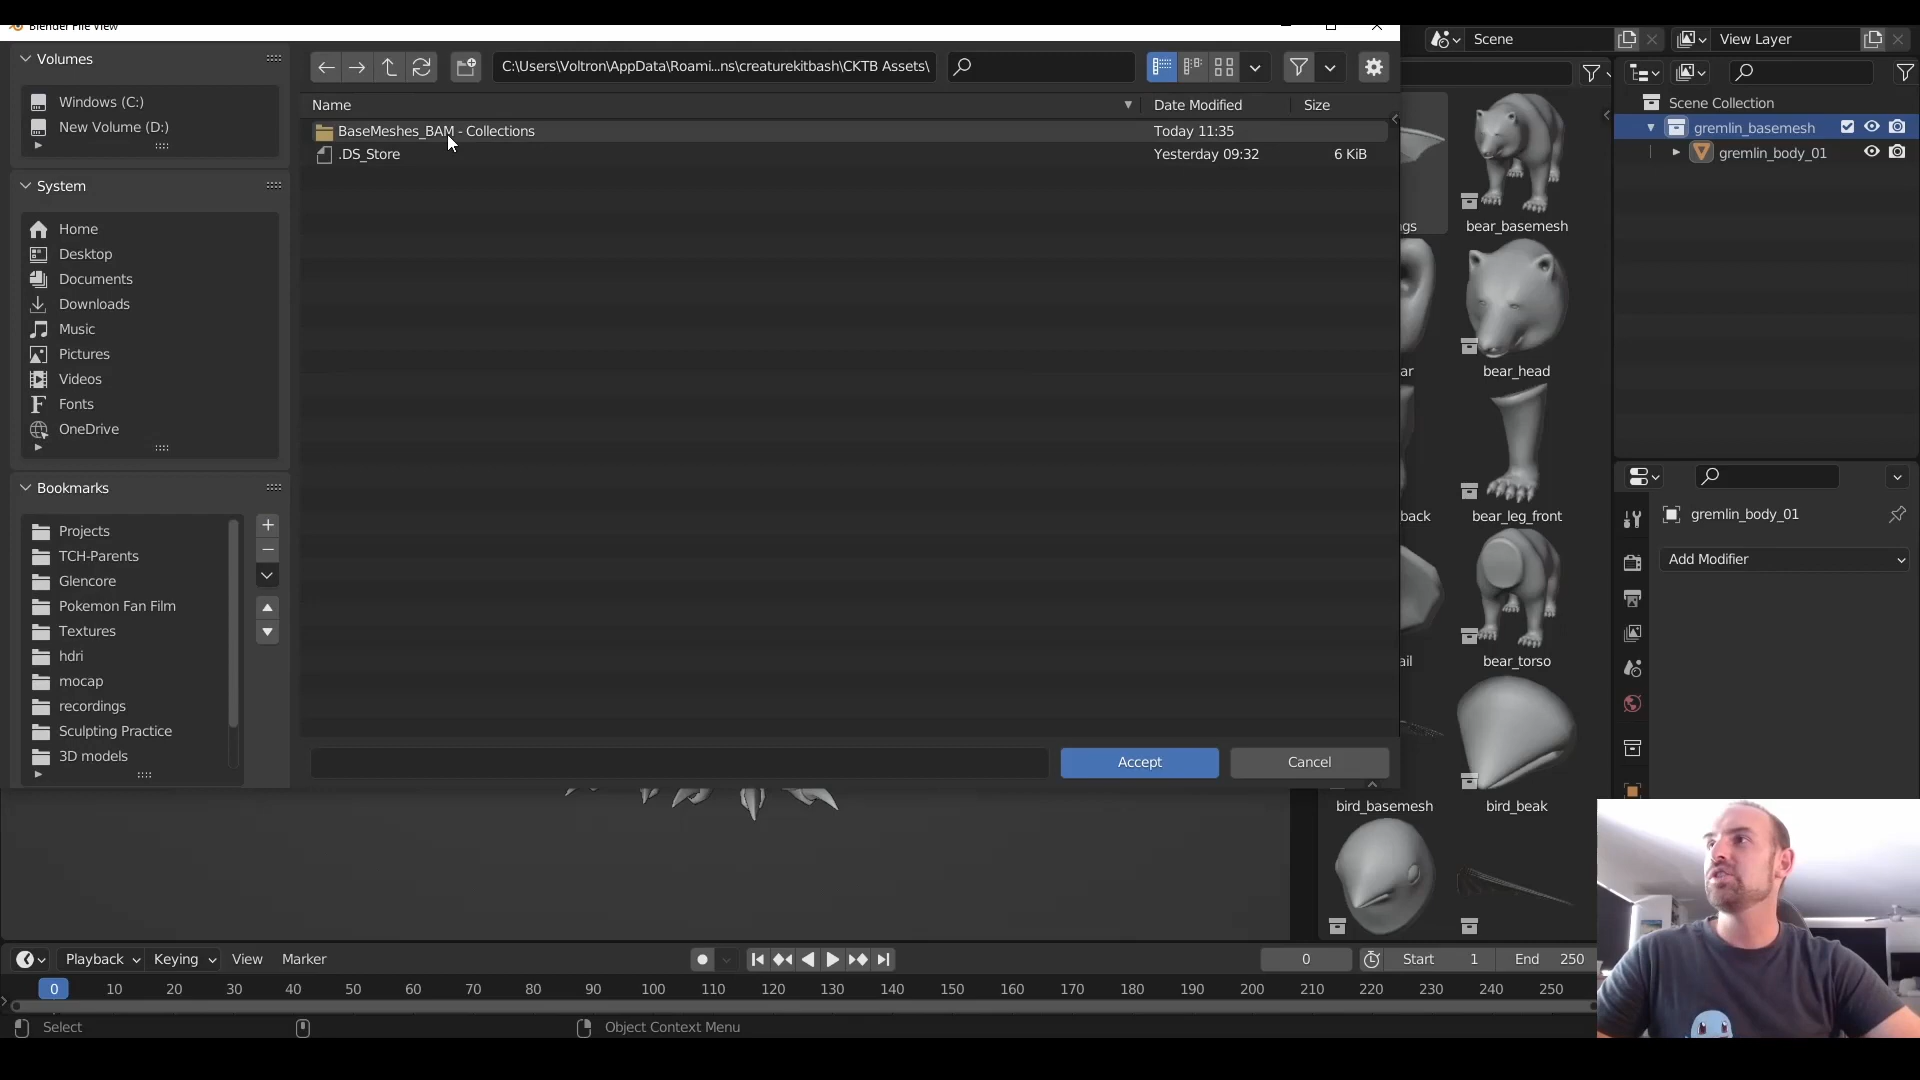 Blender File View
Volumes
Windows (C:)
New Volume (D:)
System
Home
Desktop
Documents
Downloads
Music
Pictures
Videos
Fonts
OneDrive
Bookmarks
Projects
TCH-Parents
Glencore
Pokemon Fan Film
Textures
hdri
mocap
recordings
Sculpting Practice
3D models
C:\Users\Voltron\AppData\Roami...ns\creaturekitbash\CKTB Assets\
Name Date Modified Size
BaseMeshes_BAM - Collections Today 11:35
.DS_Store Yesterday 09:32 6 KiB
Accept Cancel
gs bear_basemesh
ar bear_head
back bear_leg_front
ail bear_torso
bird_basemesh bird_beak
Scene View Layer
Scene Collection
gremlin_basemesh
gremlin_body_01
gremlin_body_01
Add Modifier
Playback Keying View Marker
0 Start 1 End 250
0 10 20 30 40 50 60 70 80 90 100 110 120 130 140 150 160 170 180 190 200 210 220 230 240 250
Select Object Context Menu